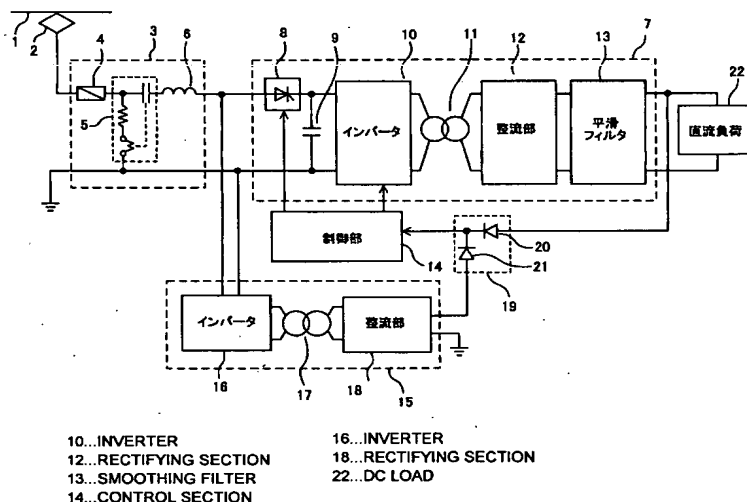 1
2
3
4
5
6
7
8
9
10
11
12
13
22
インバータ
整流部
平滑
フィルタ
直流負荷
制御部
14
20
21
19
インバータ
整流部
16
17
18
15
10...INVERTER
12...RECTIFYING SECTION
13...SMOOTHING FILTER
14...CONTROL SECTION
16...INVERTER
18...RECTIFYING SECTION
22...DC LOAD